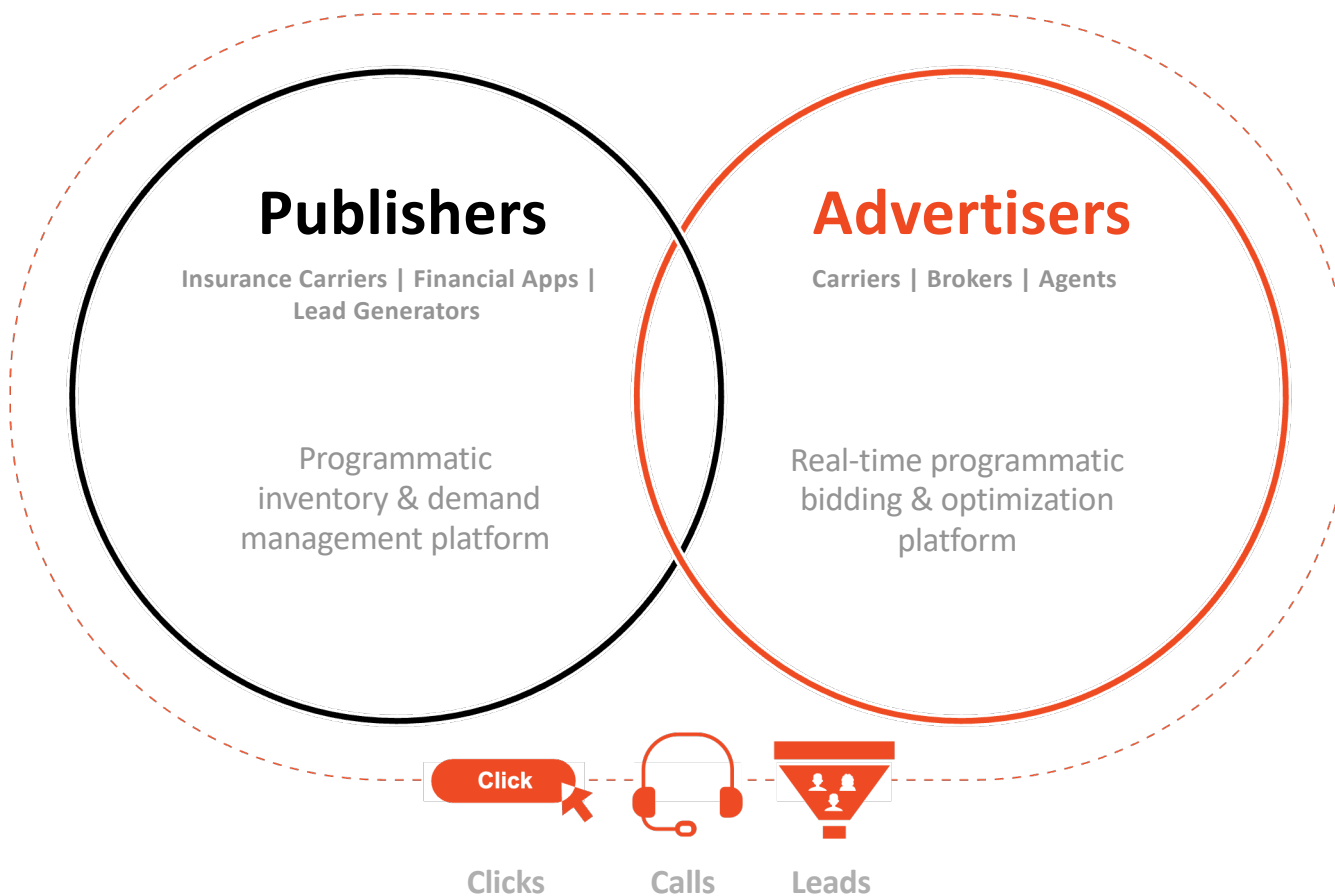 Publishers
Insurance Carriers | Financial Apps |
Lead Generators
Programmatic
inventory & demand
management platform
Advertisers
Carriers | Brokers | Agents
Real-time programmatic
bidding & optimization
platform
Click
Clicks
Calls
Leads